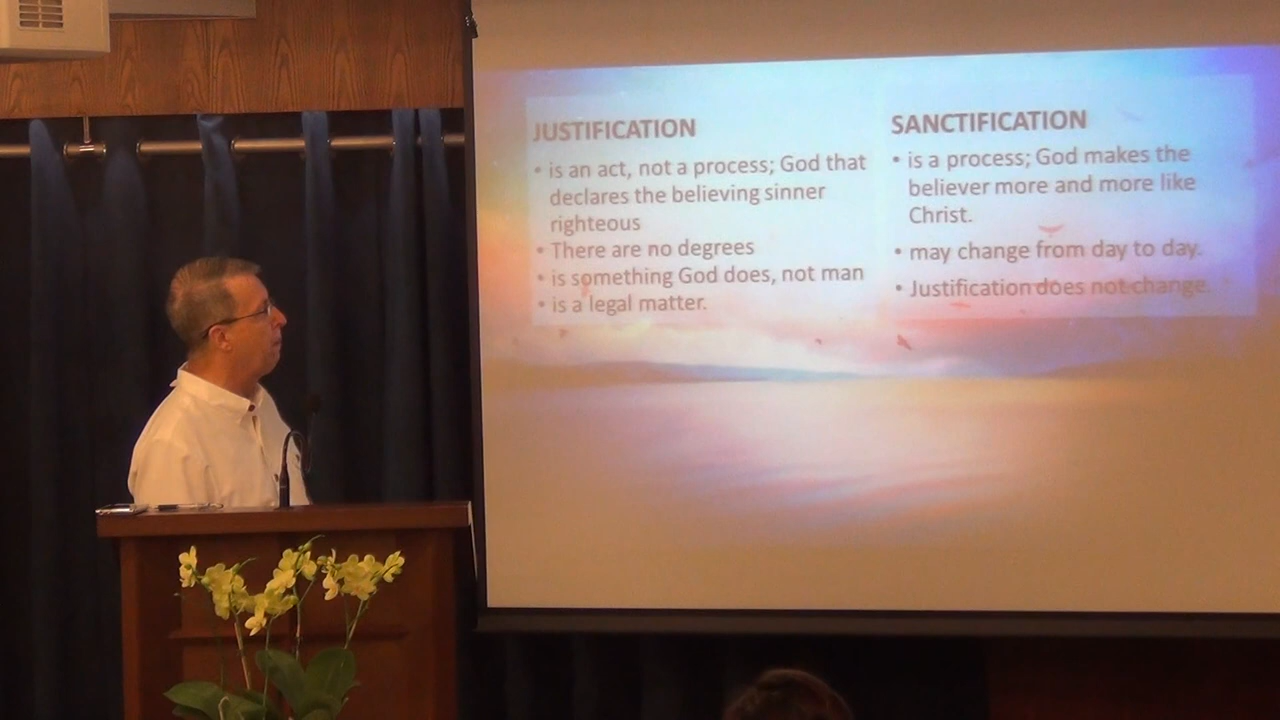 JUSTIFICATION
• is an act, not a process; God that
declares the believing sinner
righteous
• There are no degrees
• is something God does, not man
• is a legal matter.
SANCTIFICATION
• is a process; God makes the
believer more and more like
Christ.
• may change from day to day.
• Justification does not change.